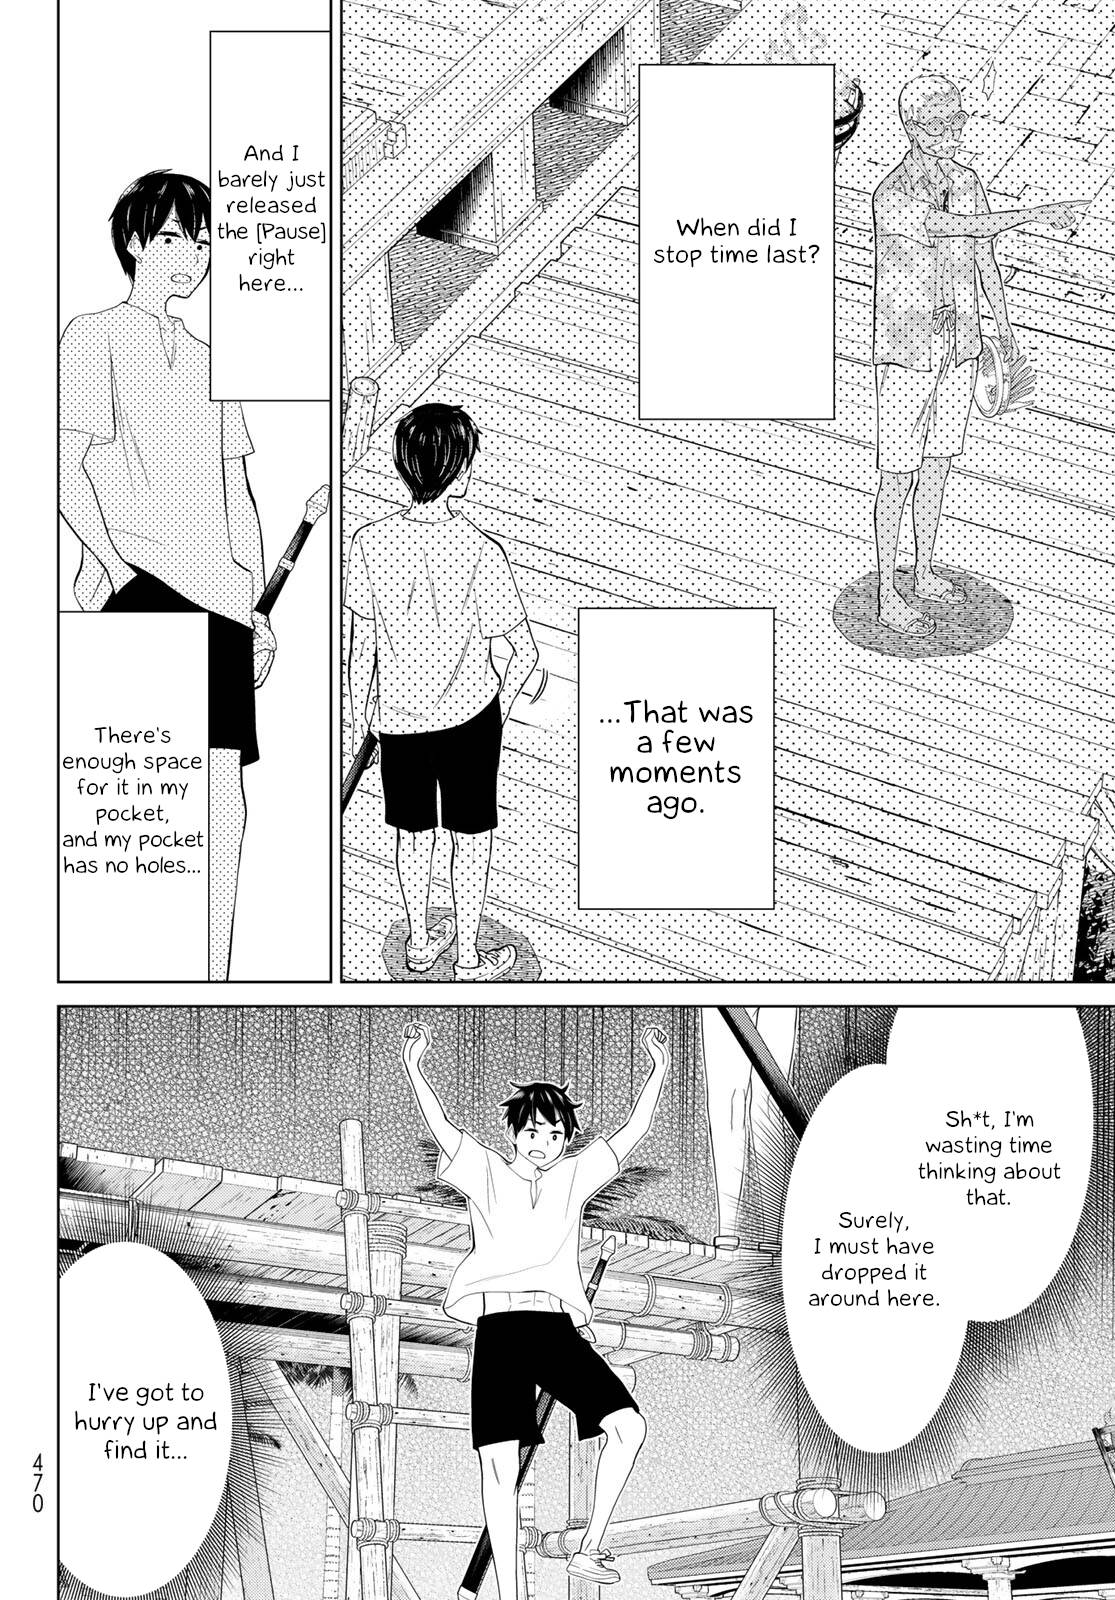 When did I
stop time last?
...That was
a few
moments
ago.
And I
barely just
released
the [Pause]
right
here...
There's
enough space
for it in my
pocket,
and my pocket
has no holes...
Sh*t, I'm
wasting time
thinking about
that.
Surely,
I must have
dropped it
around here.
I've got to
hurry up and
find it...
470